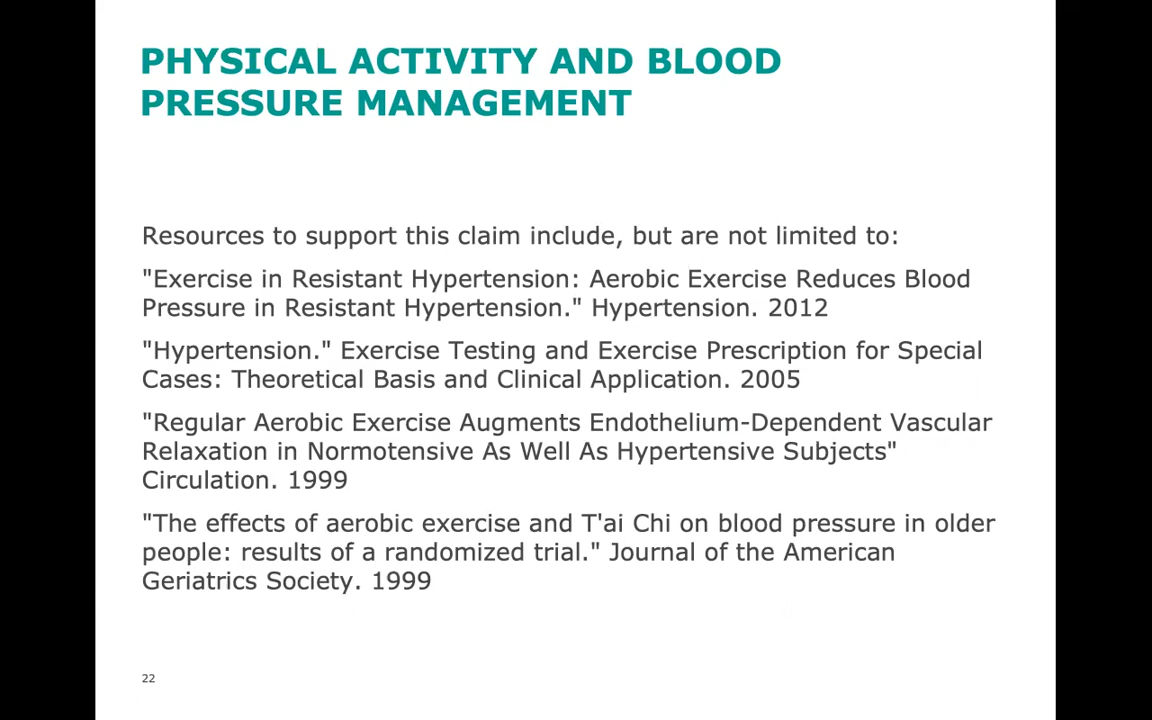 PHYSICAL ACTIVITY AND BLOOD
PRESSURE MANAGEMENT
Resources to support this claim include, but are not limited to:
"Exercise in Resistant Hypertension: Aerobic Exercise Reduces Blood
Pressure in Resistant Hypertension." Hypertension. 2012
"Hypertension." Exercise Testing and Exercise Prescription for Special
Cases: Theoretical Basis and Clinical Application. 2005
"Regular Aerobic Exercise Augments Endothelium-Dependent Vascular
Relaxation in Normotensive As Well As Hypertensive Subjects"
Circulation. 1999
"The effects of aerobic exercise and T'ai Chi on blood pressure in older
people: results of a randomized trial." Journal of the American
Geriatrics Society. 1999
22